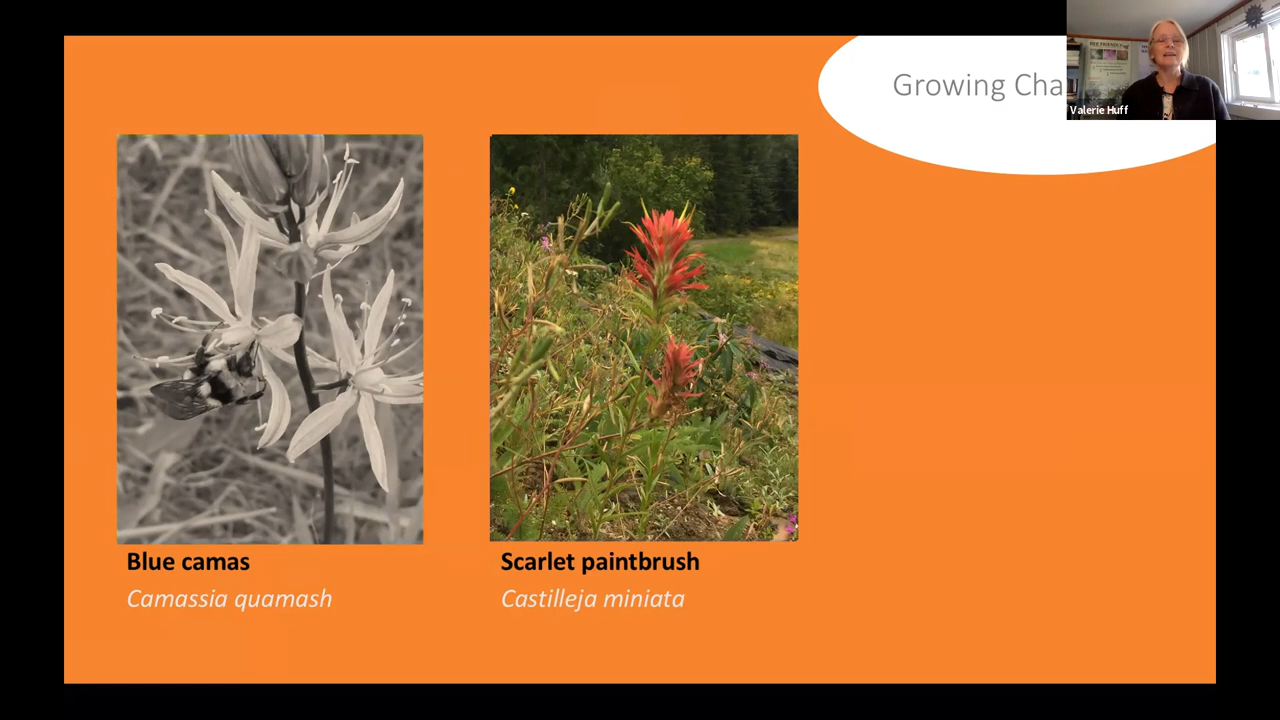 Growing Cha
Valerie Huff
Blue camas
Camassia quamash
Scarlet paintbrush
Castilleja miniata